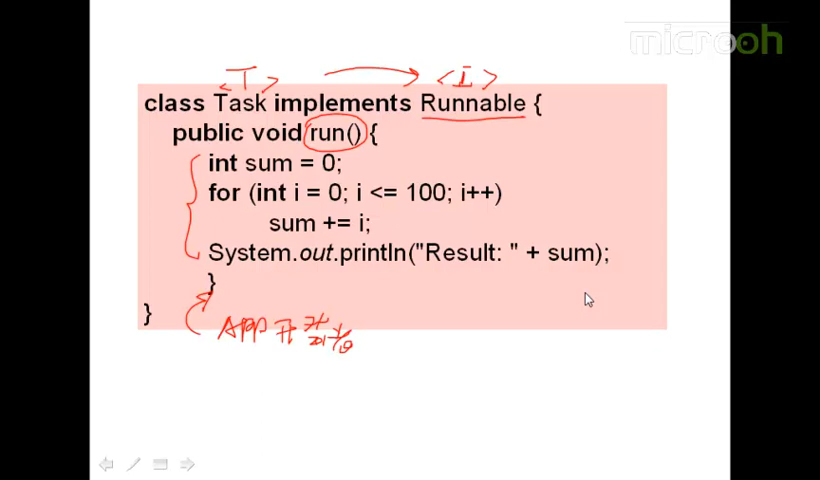 microoh
<T> <I>
class Task implements Runnable {
public void run() {
int sum = 0;
for (int i = 0; i <= 100; i++)
sum += i;
System.out.println("Result: " + sum);
}
}
APP